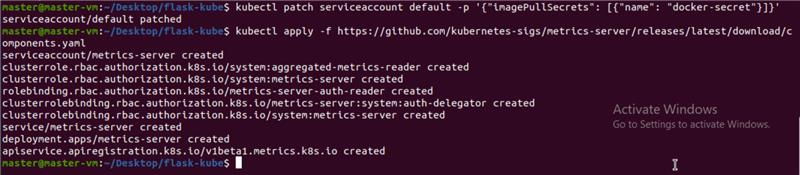 master@master-vm:~/Desktop/flask-kube$ kubectl patch serviceaccount default -p '{"imagePullSecrets": [{"name": "docker-secret"}]}'
serviceaccount/default patched
master@master-vm:~/Desktop/flask-kube$ kubectl apply -f https://github.com/kubernetes-sigs/metrics-server/releases/latest/download/c
omponents.yaml
serviceaccount/metrics-server created
clusterrole.rbac.authorization.k8s.io/system:aggregated-metrics-reader created
clusterrole.rbac.authorization.k8s.io/system:metrics-server created
rolebinding.rbac.authorization.k8s.io/metrics-server-auth-reader created
clusterrolebinding.rbac.authorization.k8s.io/metrics-server:system:auth-delegator created
clusterrolebinding.rbac.authorization.k8s.io/system:metrics-server created
service/metrics-server created
deployment.apps/metrics-server created
apiservice.apiregistration.k8s.io/v1beta1.metrics.k8s.io created
master@master-vm:~/Desktop/flask-kube$
Activate Windows
Go to Settings to activate Windows.